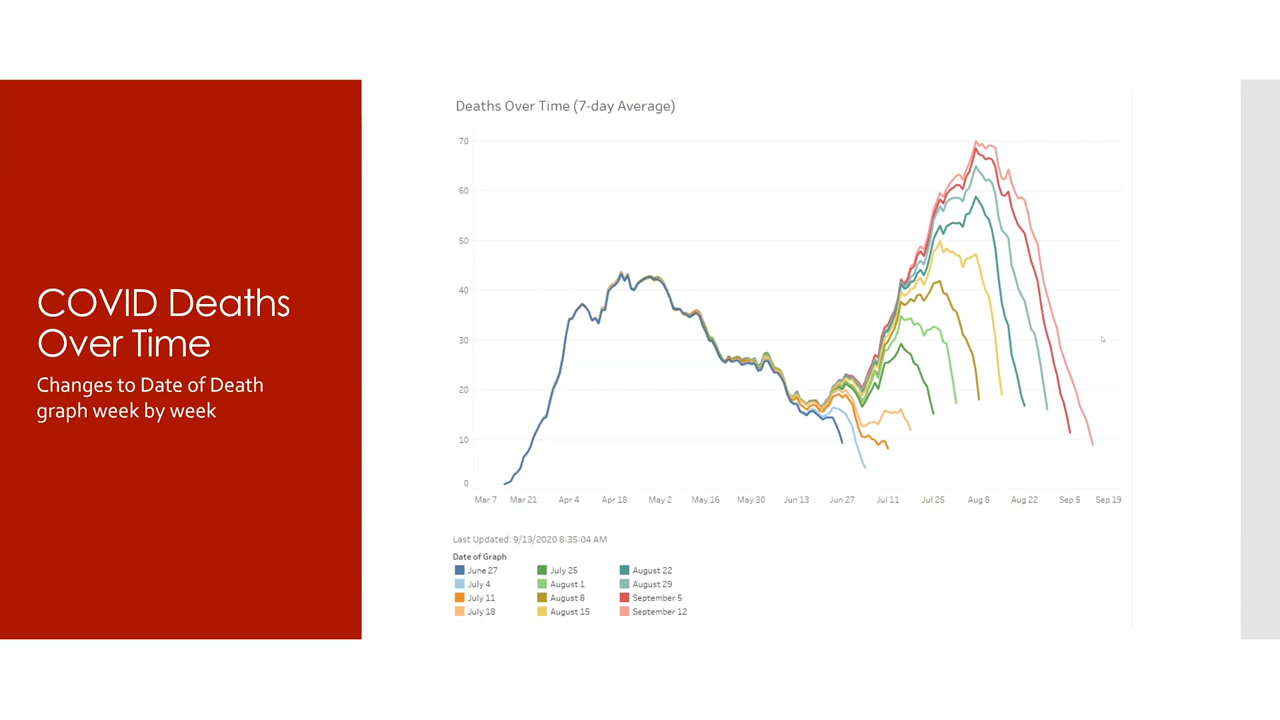 COVID Deaths
Over Time
Changes to Date of Death
graph week by week
Deaths Over Time (7-day Average)
70
60
50
40
30
20
10
0
Mar 7 Mar 21 Apr 4 Apr 18 May 2 May 16 May 30 Jun 13 Jun 27 Jul 11 Jul 25 Aug 8 Aug 22 Sep 5 Sep 19
Last Updated: 9/13/2020 8:35:04 AM
Date of Graph
June 27 July 25 August 22
July 4 August 1 August 29
July 11 August 8 September 5
July 18 August 15 September 12